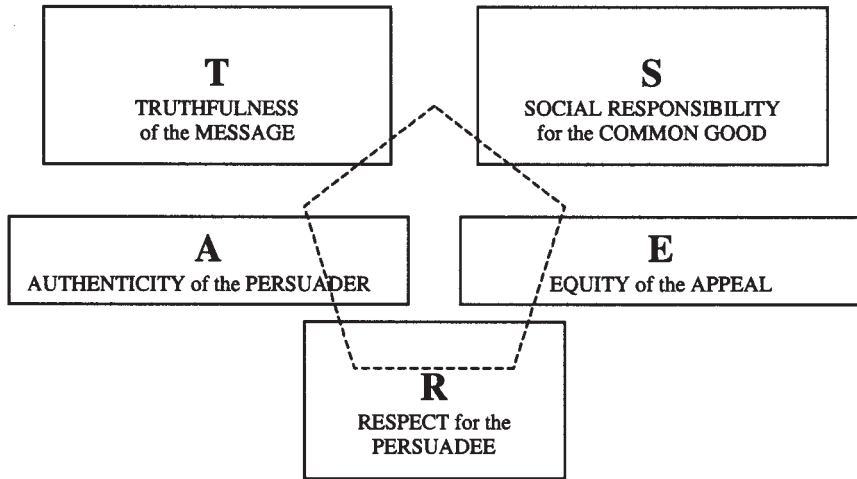 T
TRUTHFULNESS
of the MESSAGE
S
SOCIAL RESPONSIBILITY
for the COMMON GOOD
A
AUTHENTICITY of the PERSUADER
E
EQUITY of the APPEAL
R
RESPECT for the
PERSUADEE